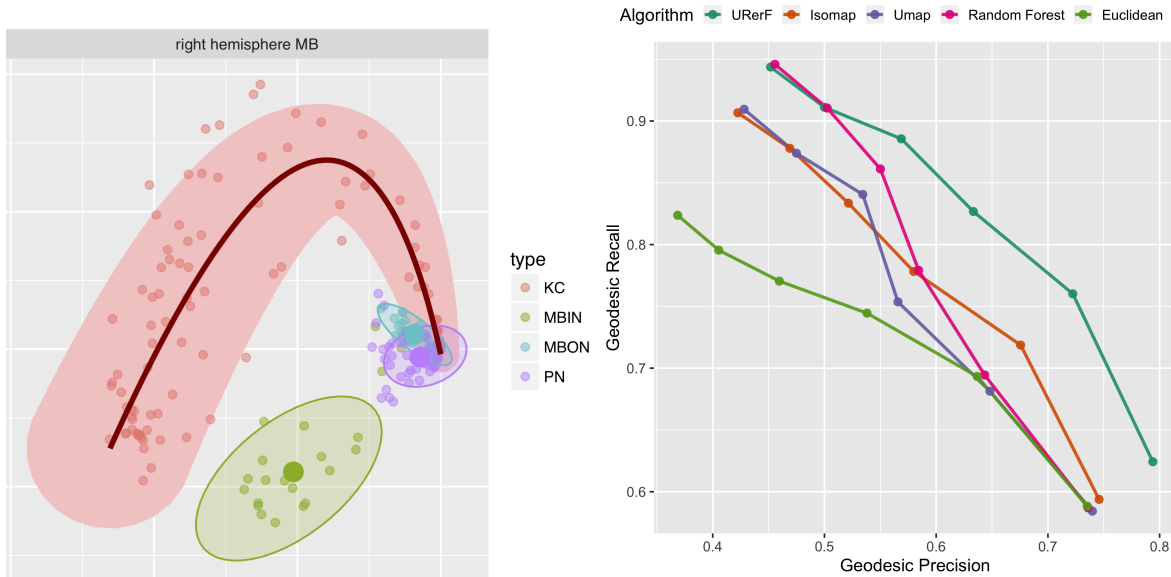 right hemisphere MB
type
KC
MBIN
MBON
PN
Algorithm URerF Isomap Umap Random Forest Euclidean
Geodesic Recall
0.9
0.8
0.7
0.6
0.4 0.5 0.6 0.7 0.8
Geodesic Precision